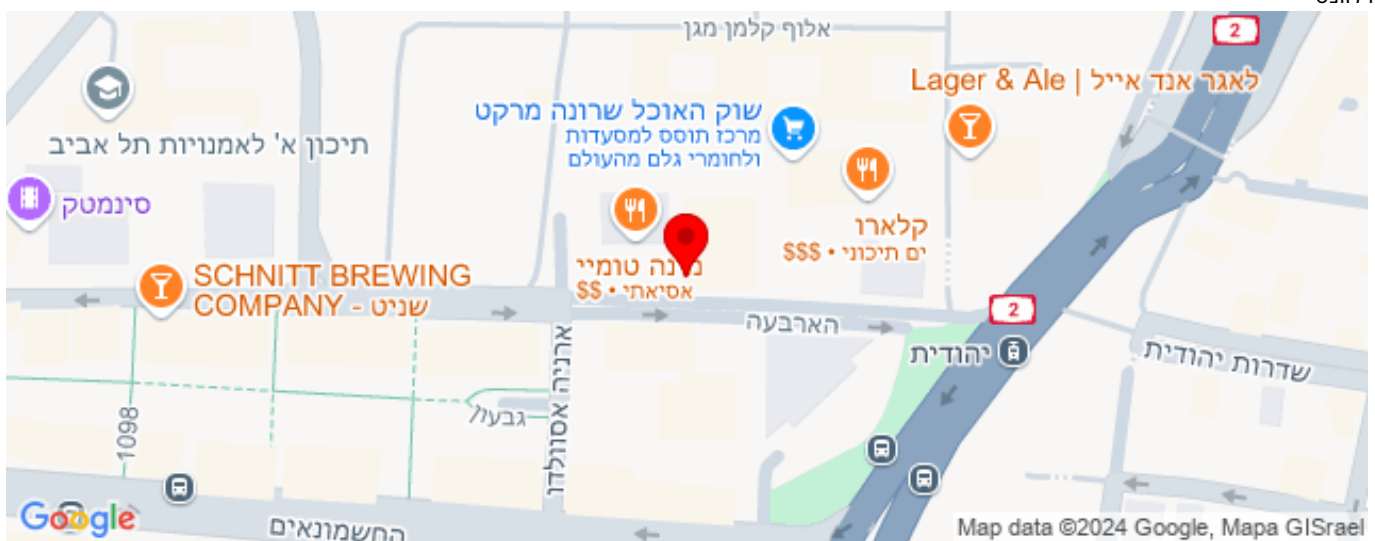 אלוף קלמן מגן
2
לאגר אנד אייל | Lager & Ale
שוק האוכל שרונה מרקט
מרכז תוסס למסעדות
ולחומרי גלם מהעולם
תיכון א' לאמנויות תל אביב
סינמטק
קלארו
ים תיכוני • $$$
טומיי
אסיאתי • $$
SCHNITT BREWING
COMPANY - שניט
הארבעה
2
יהודית
שדרות יהודית
ארניה אסוולדו
גבעול
1098
החשמונאים
Google
Map data ©2024 Google, Mapa GISrael